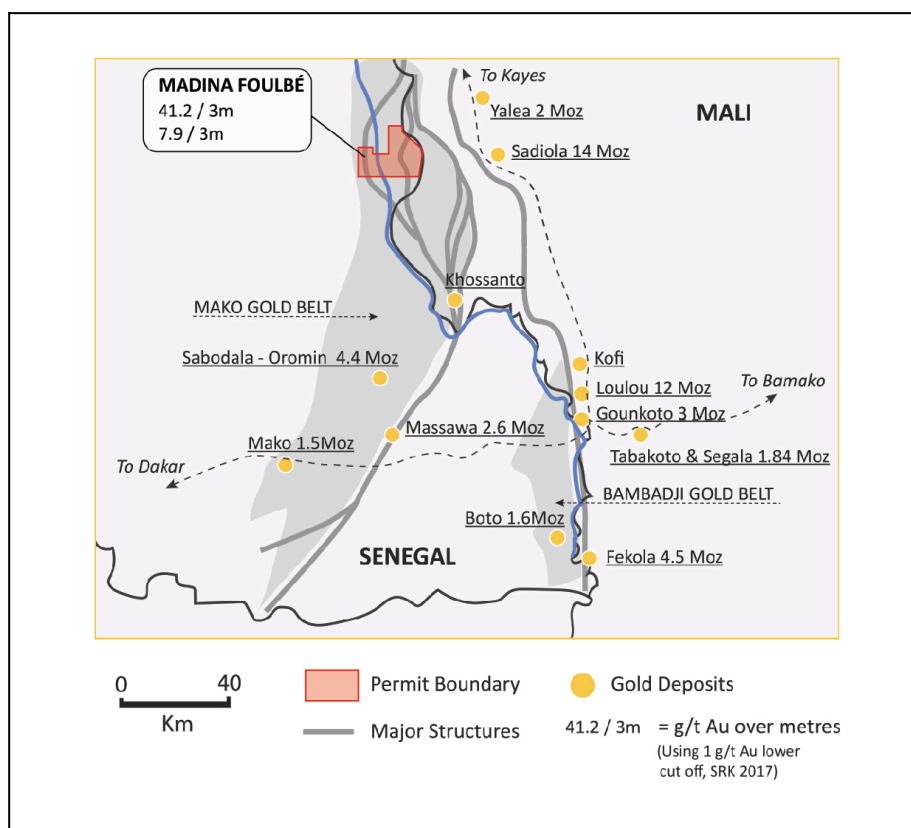 To Kayes
MADINA FOULBÉ
41.2 / 3m
7.9 / 3m
Yalea 2 Moz
MALI
Sadiola 14 Moz
Khossanto
MAKO GOLD BELT
Sabodala - Oromin 4.4 Moz
Kofi
Loulou 12 Moz
To Bamako
Gounkoto 3 Moz
Massawa 2.6 Moz
Mako 1.5Moz
Tabakoto & Segala 1.84 Moz
To Dakar
BAMBADJI GOLD BELT
Boto 1.6Moz
SENEGAL
Fekola 4.5 Moz
0 40
Km
Permit Boundary
Gold Deposits
Major Structures
41.2 / 3m = g/t Au over metres
(Using 1 g/t Au lower
cut off, SRK 2017)